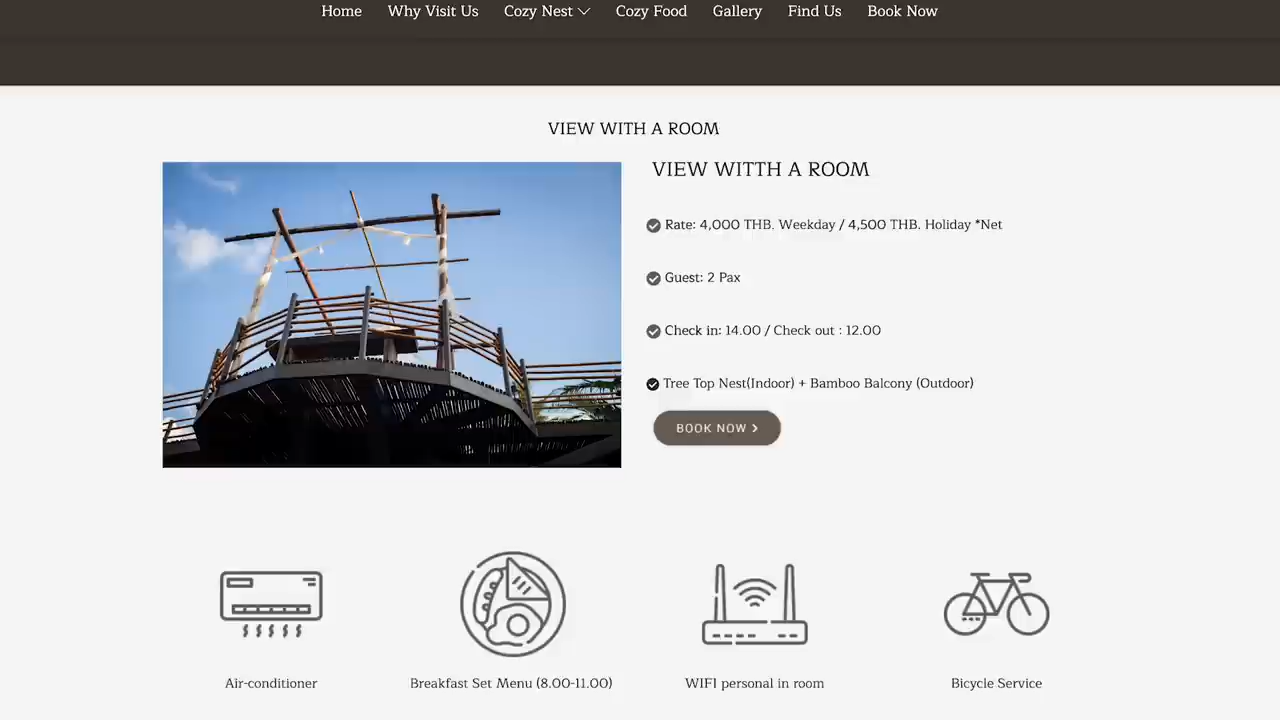 Home Why Visit Us Cozy Nest Cozy Food Gallery Find Us Book Now
VIEW WITH A ROOM
VIEW WITTH A ROOM
Rate: 4,000 THB. Weekday / 4,500 THB. Holiday *Net
Guest: 2 Pax
Check in: 14.00 / Check out : 12.00
Tree Top Nest(Indoor) + Bamboo Balcony (Outdoor)
BOOK NOW
Air-conditioner
Breakfast Set Menu (8.00-11.00)
WIFI personal in room
Bicycle Service